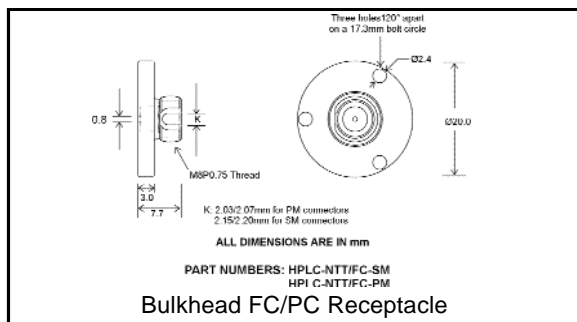 Three holes120° apart
on a 17.3mm bolt circle
Ø2.4
0.8
K
Ø20.0
M8P0.75 Thread
3.0
7.7
K: 2.03/2.07mm for PM connectors
2.15/2.20mm for SM connectors
ALL DIMENSIONS ARE IN mm
PART NUMBERS: HPLC-NTT/FC-SM
HPLC-NTT/FC-PM
Bulkhead FC/PC Receptacle